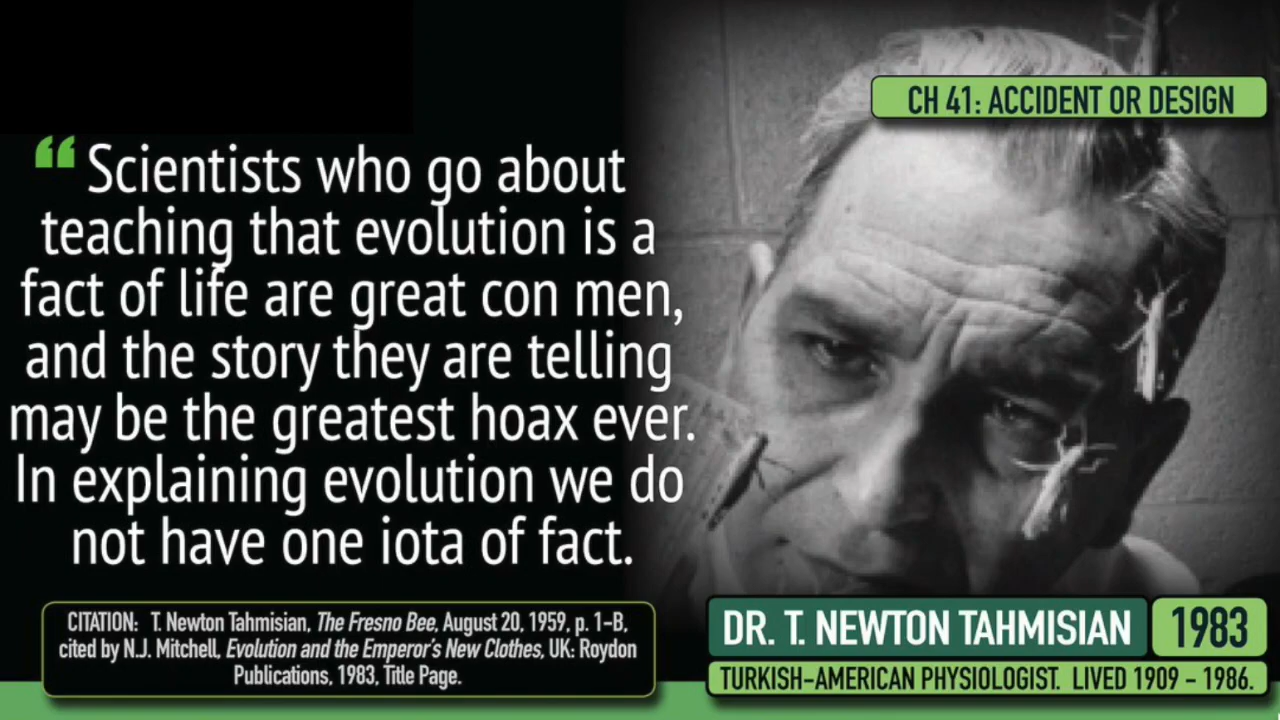 CH 41: ACCIDENT OR DESIGN
“ Scientists who go about
teaching that evolution is a
fact of life are great con men,
and the story they are telling
may be the greatest hoax ever.
In explaining evolution we do
not have one iota of fact.
CITATION: T. Newton Tahmisian, The Fresno Bee, August 20, 1959, p. 1–B,
cited by N.J. Mitchell, Evolution and the Emperor's New Clothes, UK: Roydon
Publications, 1983, Title Page.
DR. T. NEWTON TAHMISIAN
1983
TURKISH-AMERICAN PHYSIOLOGIST. LIVED 1909 – 1986.